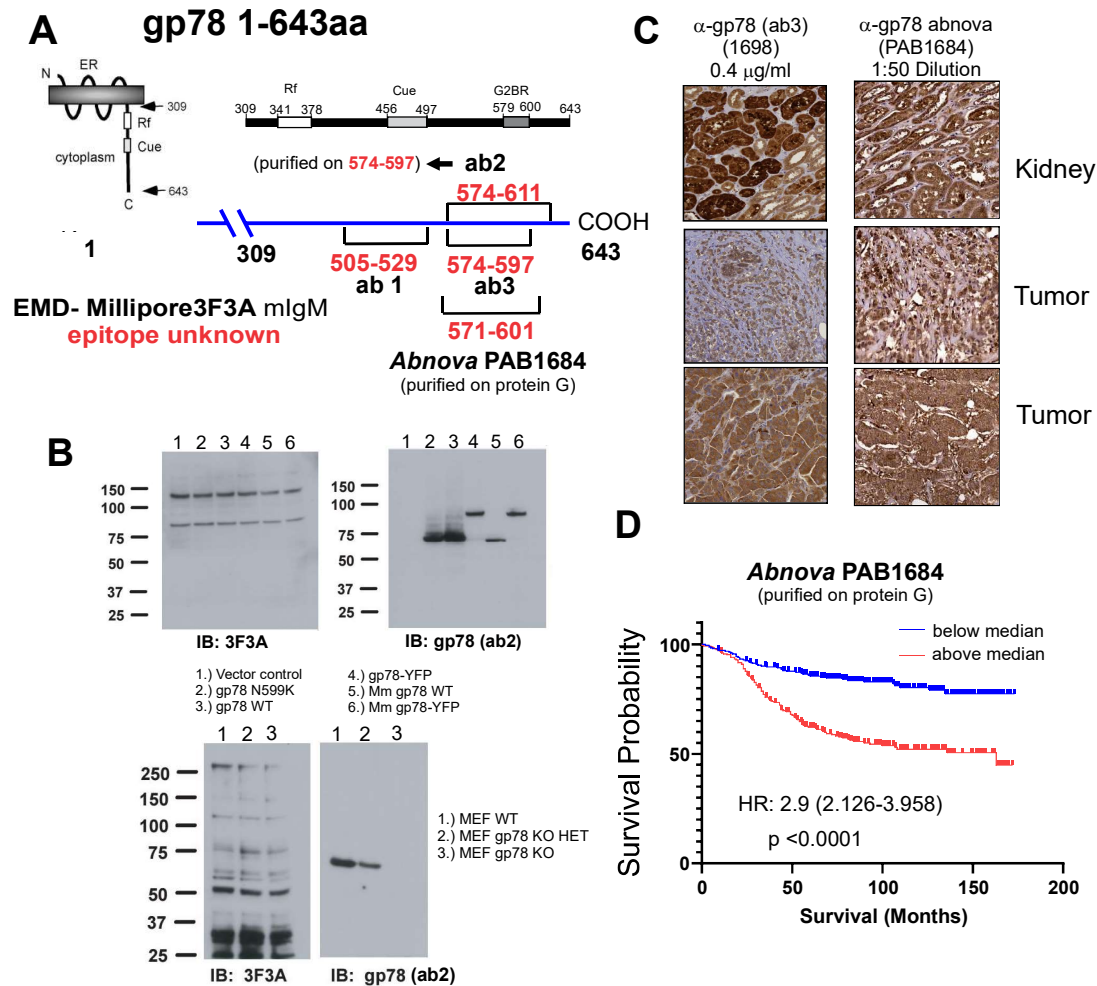 A
gp78 1-643aa
N
ER
309
Rf
Cue
cytoplasm
643
C
Rf
Cue
G2BR
309 341 378 456 497 579 600 643
(purified on 574-597)
ab2
574-611
COOH
1
309
643
505-529
ab 1
574-597
ab3
EMD- Millipore3F3A mIgM
epitope unknown
571-601
Abnova PAB1684
(purified on protein G)
B
1 2 3 4 5 6
150
100
75
50
37
25
IB: 3F3A
1 2 3 4 5 6
150
100
75
50
37
25
IB: gp78 (ab2)
1.) Vector control
2.) gp78 N599K
3.) gp78 WT
4.) gp78-YFP
5.) Mm gp78 WT
6.) Mm gp78-YFP
1 2 3
250
150
100
75
50
37
25
IB: 3F3A
1 2 3
IB: gp78 (ab2)
1.) MEF WT
2.) MEF gp78 KO HET
3.) MEF gp78 KO
C
α-gp78 (ab3)
(1698)
0.4 μg/ml
α-gp78 abnova
(PAB1684)
1:50 Dilution
Kidney
Tumor
Tumor
D
Abnova PAB1684
(purified on protein G)
below median
above median
Survival Probability
100
50
0
HR: 2.9 (2.126-3.958)
p <0.0001
0 50 100 150 200
Survival (Months)